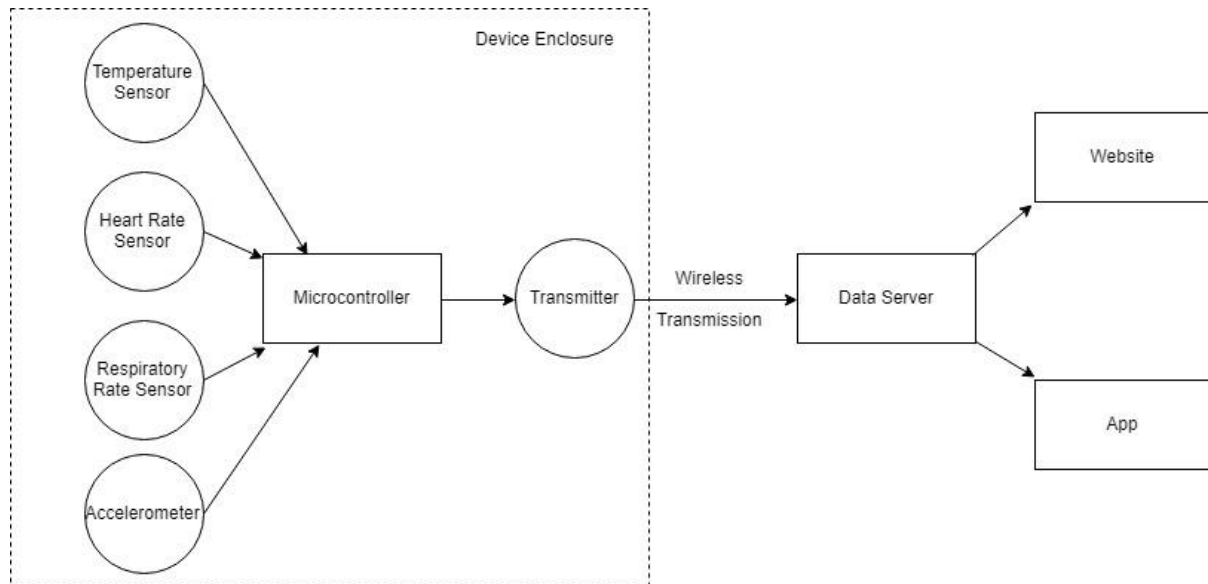 Device Enclosure
Temperature
Sensor
Heart Rate
Sensor
Respiratory
Rate Sensor
Accelerometer
Microcontroller
Transmitter
Wireless
Transmission
Data Server
Website
App